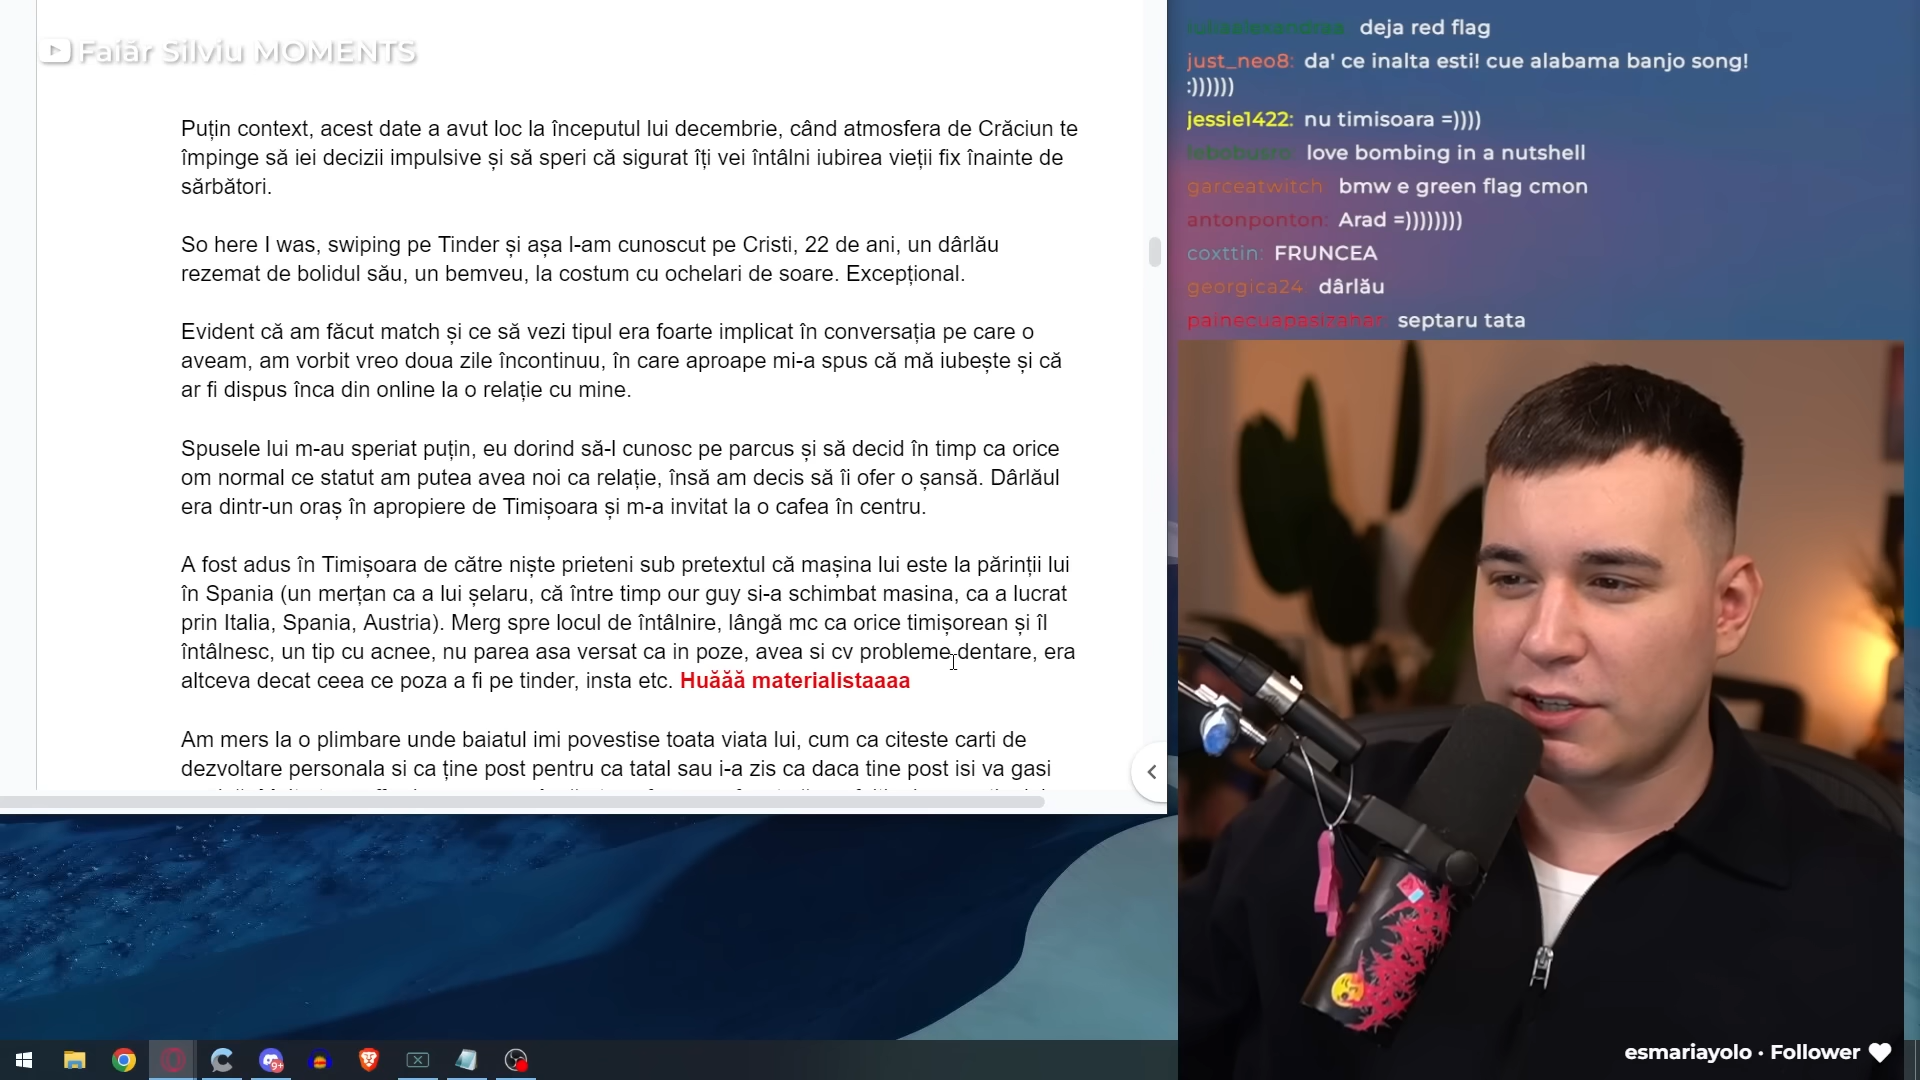 Faiăr Silviu MOMENTS
Puțin context, acest date a avut loc la începutul lui decembrie, când atmosfera de Crăciun te
împinge să iei decizii impulsive și să speri că sigurat îți vei întâlni iubirea vieții fix înainte de
sărbători.
So here I was, swiping pe Tinder și așa l-am cunoscut pe Cristi, 22 de ani, un dârlău
rezemat de bolidul său, un bemveu, la costum cu ochelari de soare. Excepțional.
Evident că am făcut match și ce să vezi tipul era foarte implicat în conversația pe care o
aveam, am vorbit vreo doua zile încontinuu, în care aproape mi-a spus că mă iubește și că
ar fi dispus înca din online la o relație cu mine.
Spusele lui m-au speriat puțin, eu dorind să-l cunosc pe parcus și să decid în timp ca orice
om normal ce statut am putea avea noi ca relație, însă am decis să îi ofer o șansă. Dârlăul
era dintr-un oraș în apropiere de Timișoara și m-a invitat la o cafea în centru.
A fost adus în Timișoara de către niște prieteni sub pretextul că mașina lui este la părinții lui
în Spania (un merțan ca a lui șelaru, că între timp our guy si-a schimbat masina, ca a lucrat
prin Italia, Spania, Austria). Merg spre locul de întâlnire, lângă mc ca orice timișorean și îl
întâlnesc, un tip cu acnee, nu parea asa versat ca in poze, avea si cv probleme dentare, era
altceva decat ceea ce poza a fi pe tinder, insta etc. Huăăă materialistaaaa
Am mers la o plimbare unde baiatul imi povestise toata viata lui, cum ca citeste carti de
dezvoltare personala si ca ține post pentru ca tatal sau i-a zis ca daca tine post isi va gasi
deja red flag
just_neo8: da' ce inalta esti! cue alabama banjo song!
:))))))
jessie1422: nu timisoara =))))
lebobusro: love bombing in a nutshell
garceatwitch: bmw e green flag cmon
antonponton: Arad =))))))))
coxttin: FRUNCEA
georgica24: dârlău
painecuapasizahar: septaru tata
9+
esmariayolo · Follower